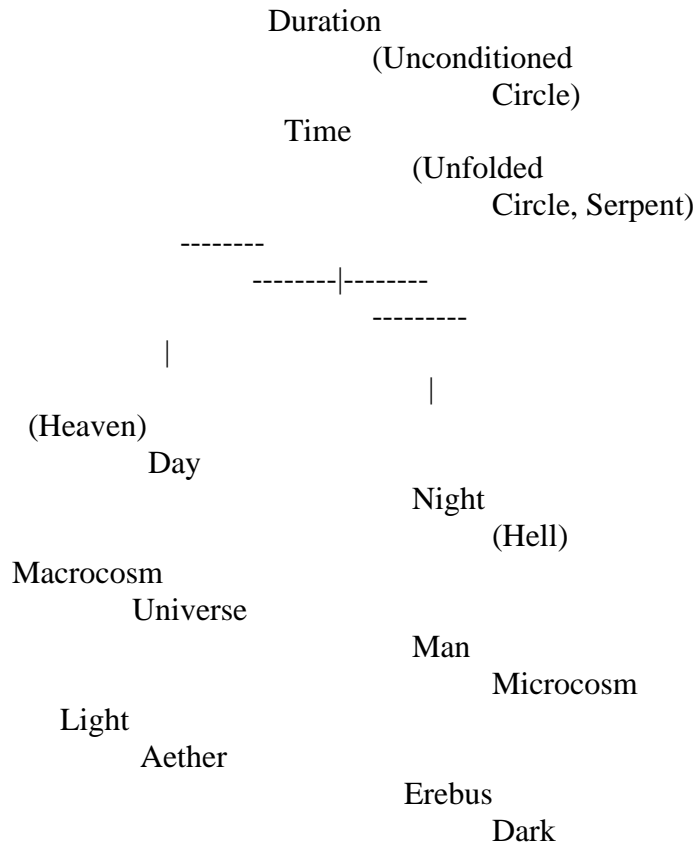 Duration
(Unconditioned
Circle)
Time
(Unfolded
Circle, Serpent)
--------
--------|--------
---------
|
|
(Heaven)
Day
Night
(Hell)
Macrocosm
Universe
Man
Microcosm
Light
Aether
Erebus
Dark